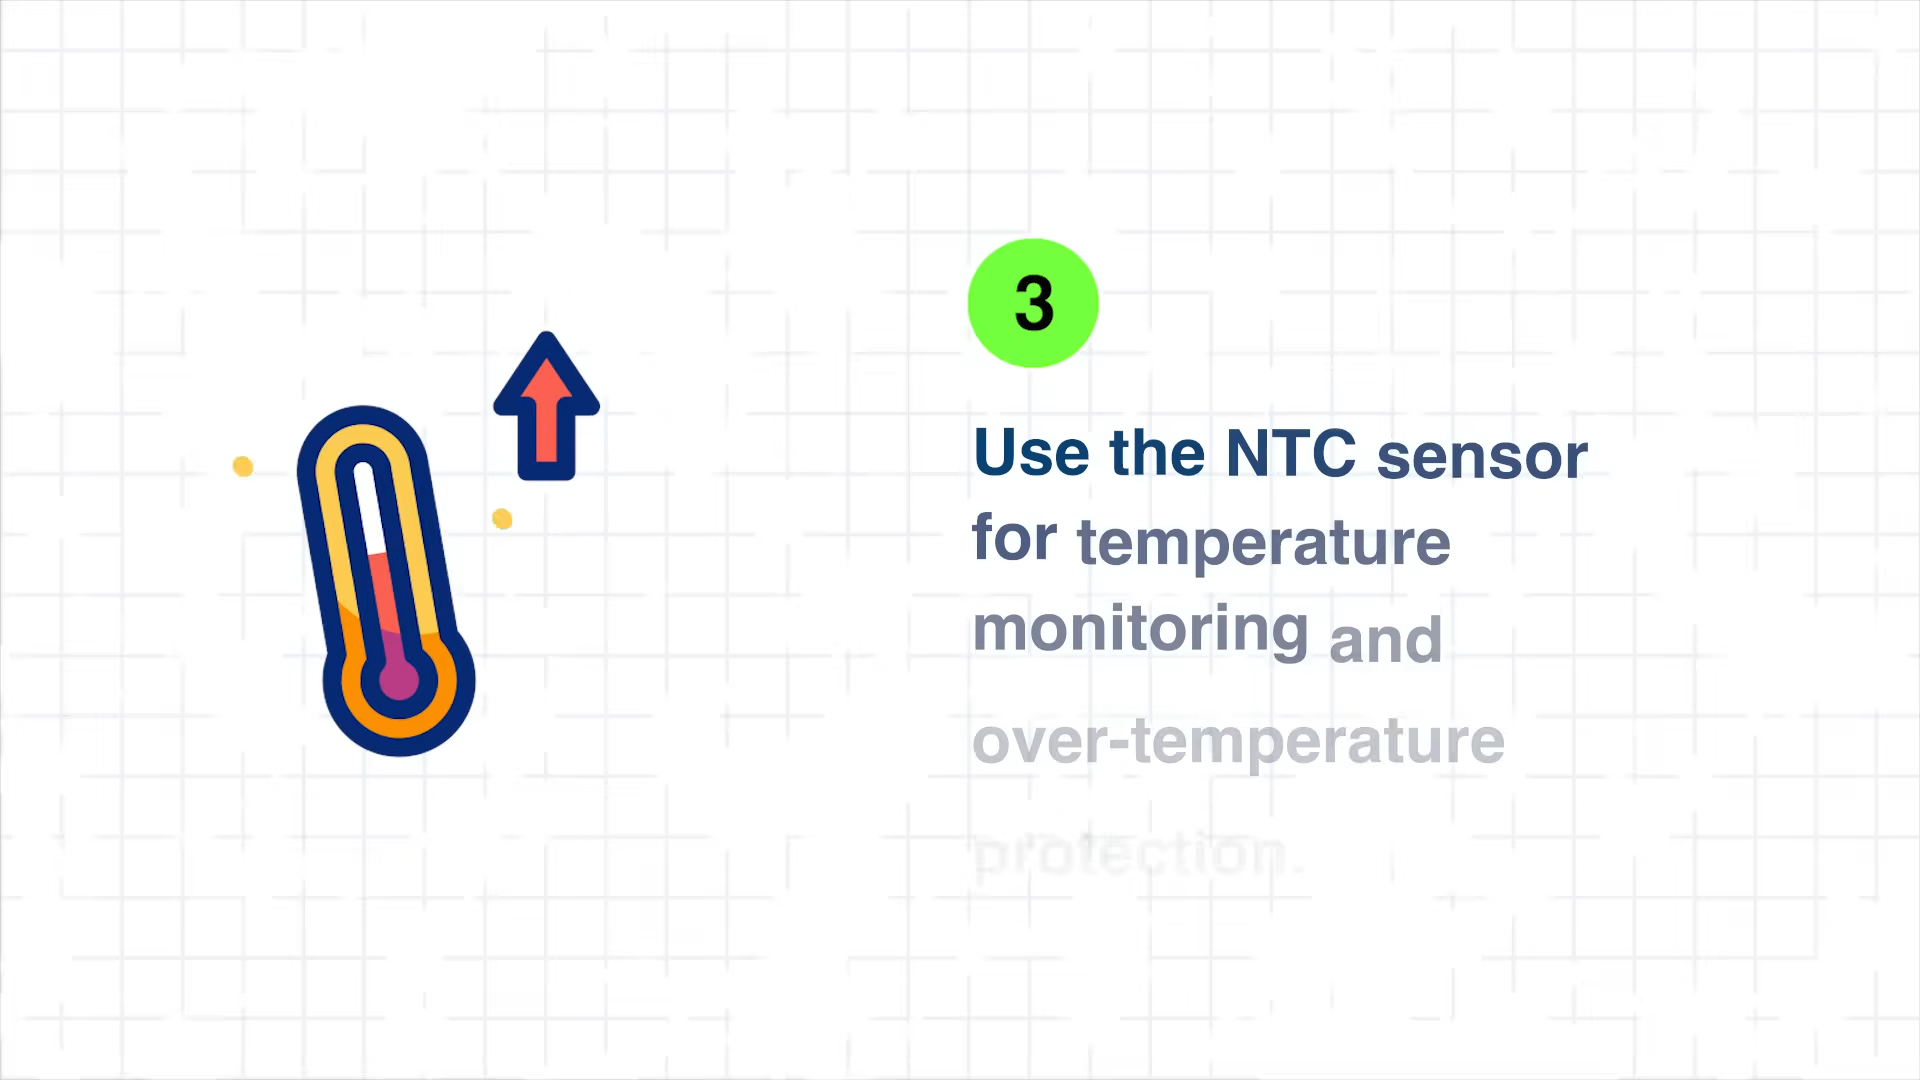 3
Use the NTC sensor
for temperature
monitoring and
over-temperature
protection.